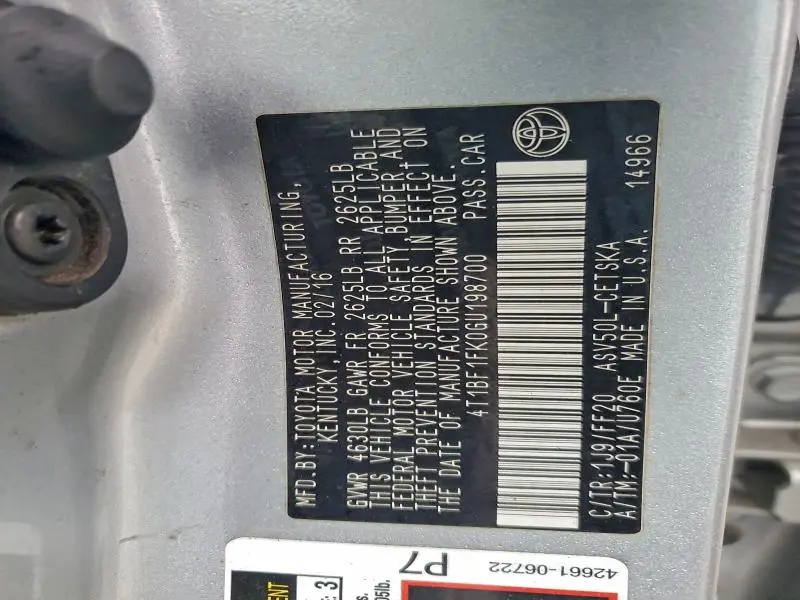 MFD.BY:TOYOTA MOTOR MANUFACTURING,
KENTUCKY, INC. 02/16
GVWR 4630LB GAWR FR 2625LB RR 2625LB
THIS VEHICLE CONFORMS TO ALL APPLICABLE
FEDERAL MOTOR VEHICLE SAFETY, BUMPER, AND
THEFT PREVENTION STANDARDS IN EFFECT ON
THE DATE OF MANUFACTURE SHOWN ABOVE.
4T1BF1FK0GU198700 PASS.CAR
C/TR:1J9/FF20 ASV50L-CETSKA
A/TM:-01A/U760E MADE IN U.S.A. 14966
P7
42661-06722
3